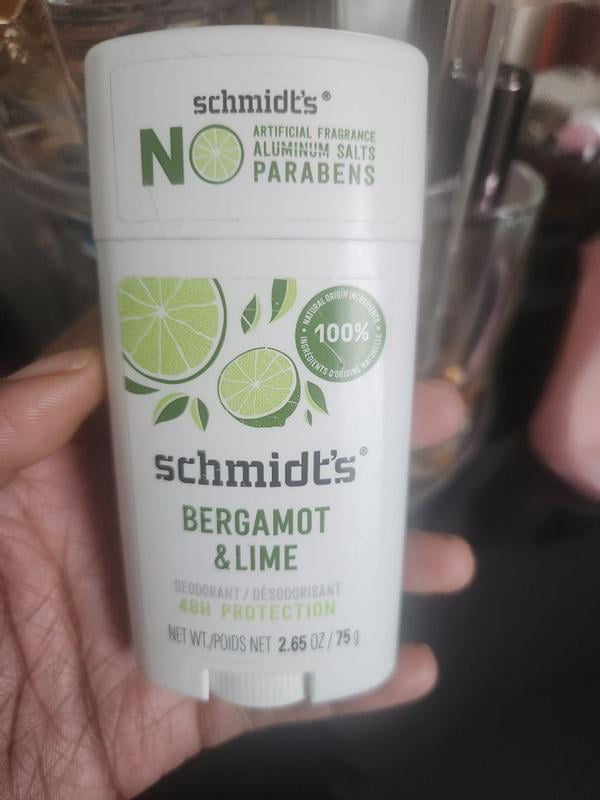 schmidt's®
NO
ARTIFICIAL FRAGRANCE
ALUMINUM SALTS
PARABENS
• NATURAL ORIGIN INGREDIENTS •
100%
INGRÉDIENTS D'ORIGINE NATURELLE
schmidt's®
BERGAMOT
& LIME
DEODORANT / DÉSODORISANT
48H PROTECTION
NET WT./POIDS NET 2.65 OZ / 75 g